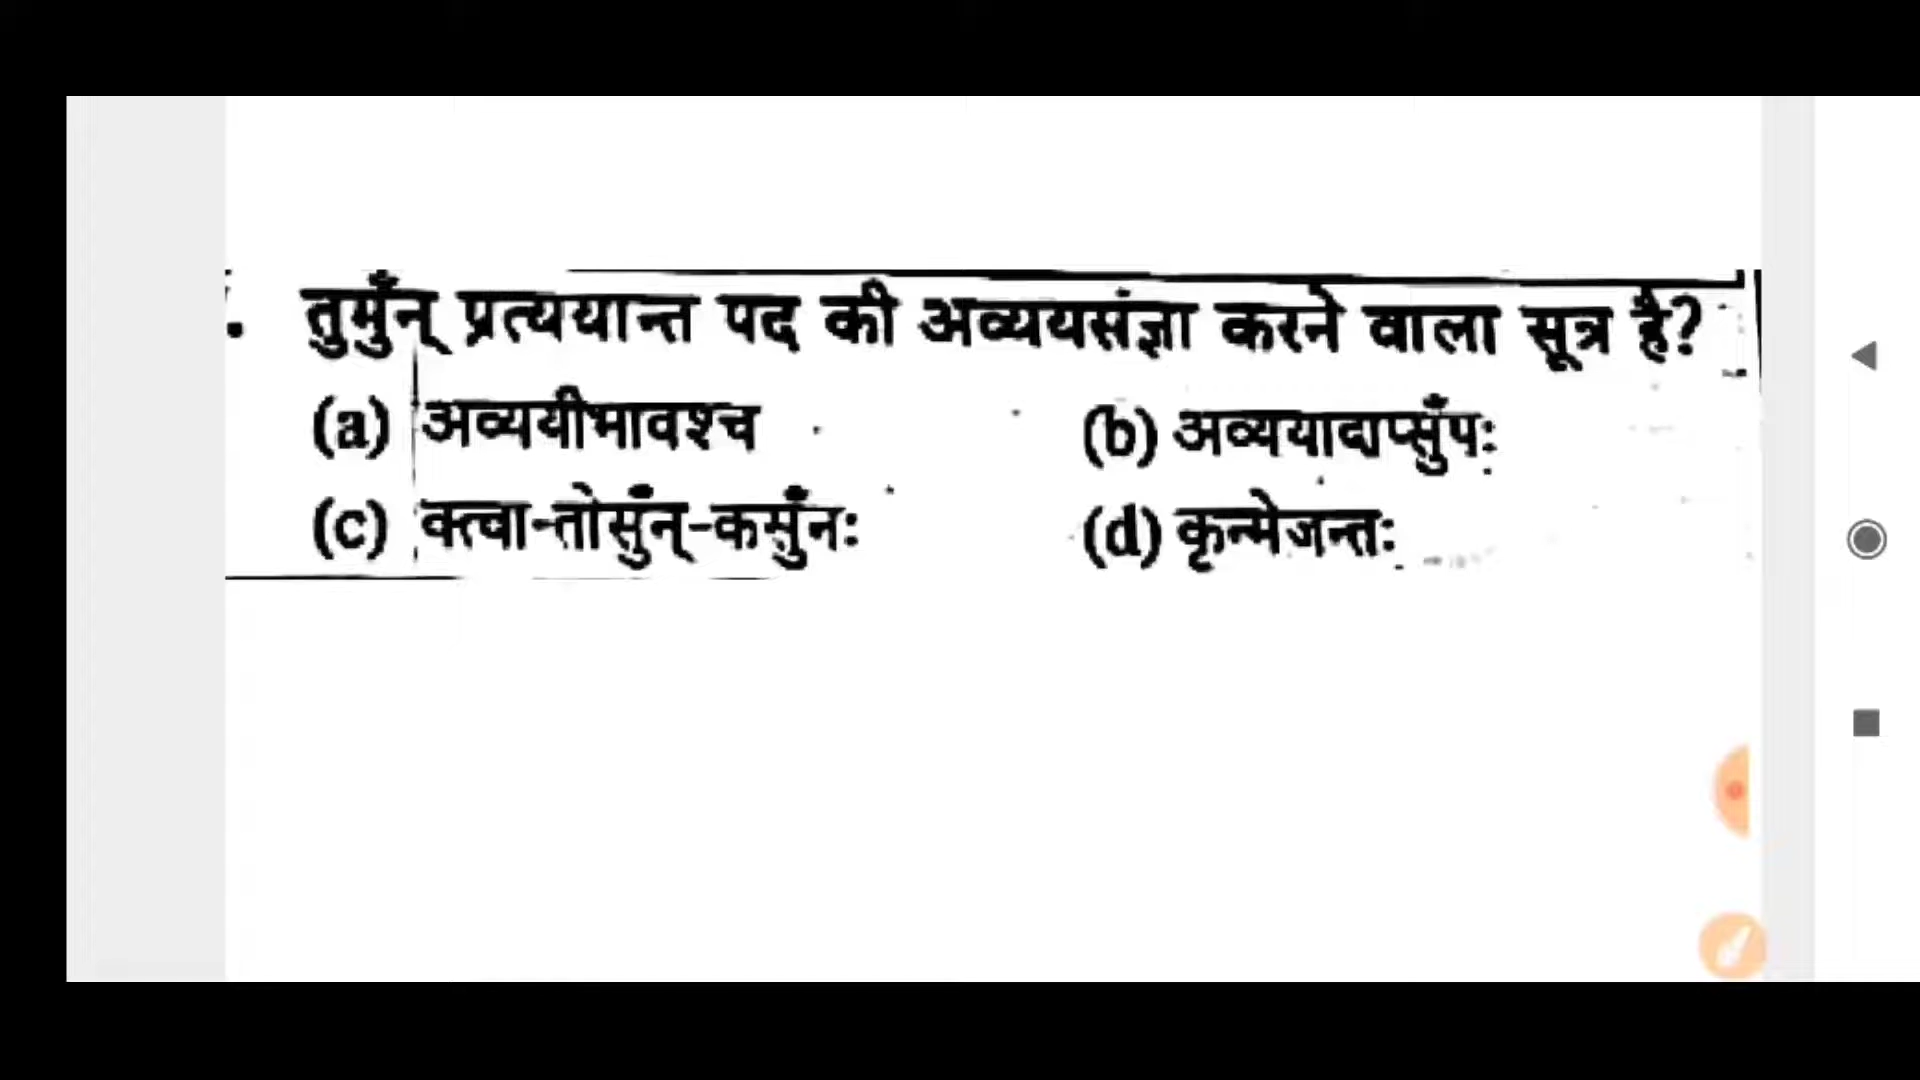 . तुमुँन् प्रत्ययान्त पद की अव्ययसंज्ञा करने वाला सूत्र है?
(a) अव्ययीभावश्च (b) अव्ययादाप्सुँपः
(c) क्त्वा-तोसुँन्-कसुँनः (d) कृन्मेजन्तः